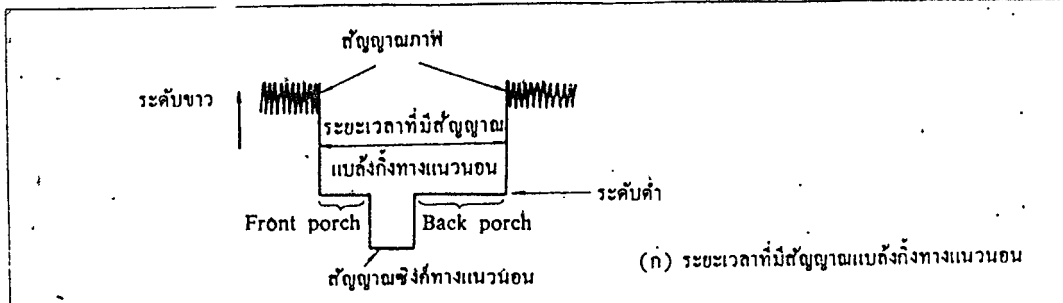 สัญญาณภาพ
ระดับขาว
ระยะเวลาที่มีสัญญาณ
แบล้งกิ้งทางแนวนอน
ระดับดำ
Front porch Back porch
สัญญาณซิงก์ทางแนวนอน
(ก) ระยะเวลาที่มีสัญญาณแบล้งกิ้งทางแนวนอน